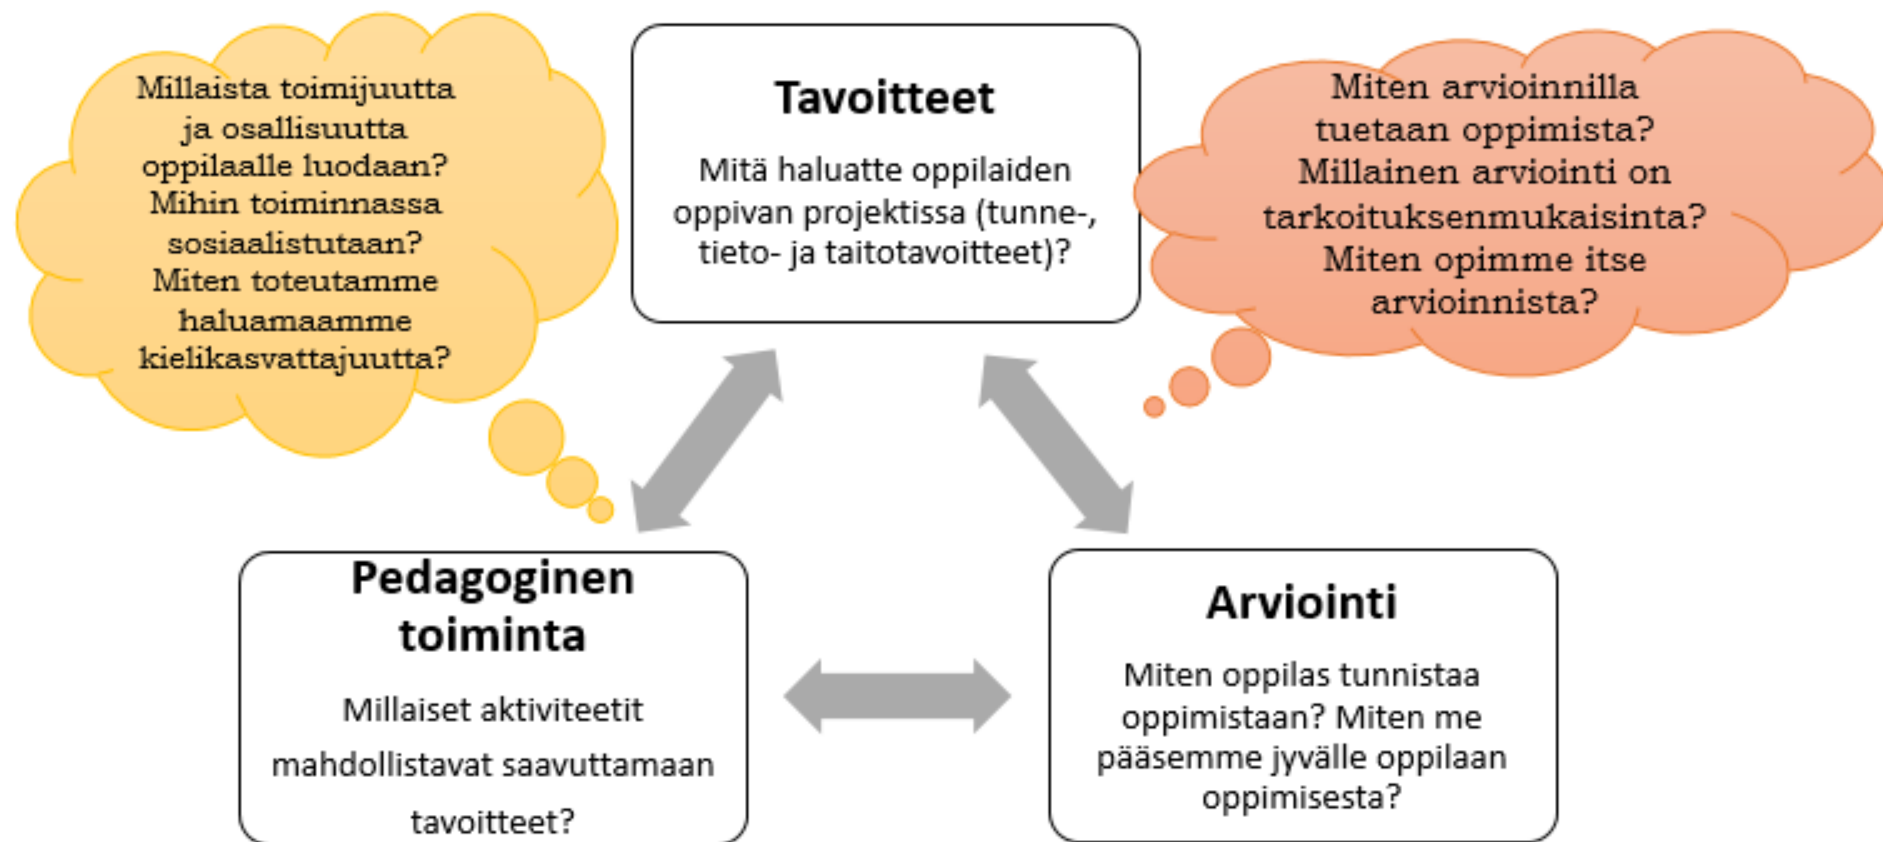 Millaista toimijuutta
ja osallisuutta
oppilaalle luodaan?
Mihin toiminnassa
sosiaalistutaan?
Miten toteutamme
haluamaamme
kielikasvattajuutta?
Tavoitteet
Mitä haluatte oppilaiden
oppivan projektissa (tunne-,
tieto- ja taitotavoitteet)?
Miten arvioinnilla
tuetaan oppimista?
Millainen arviointi on
tarkoituksenmukaisinta?
Miten opimme itse
arvioinnista?
Pedagoginen
toiminta
Millaiset aktiviteetit
mahdollistavat saavuttamaan
tavoitteet?
Arviointi
Miten oppilas tunnistaa
oppimistaan? Miten me
pääsemme jyvälle oppilaan
oppimisesta?